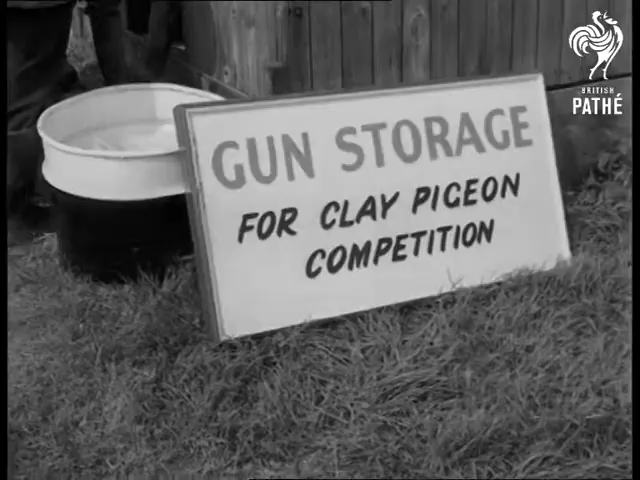 BRITISH
PATHÉ
GUN STORAGE
FOR CLAY PIGEON
COMPETITION